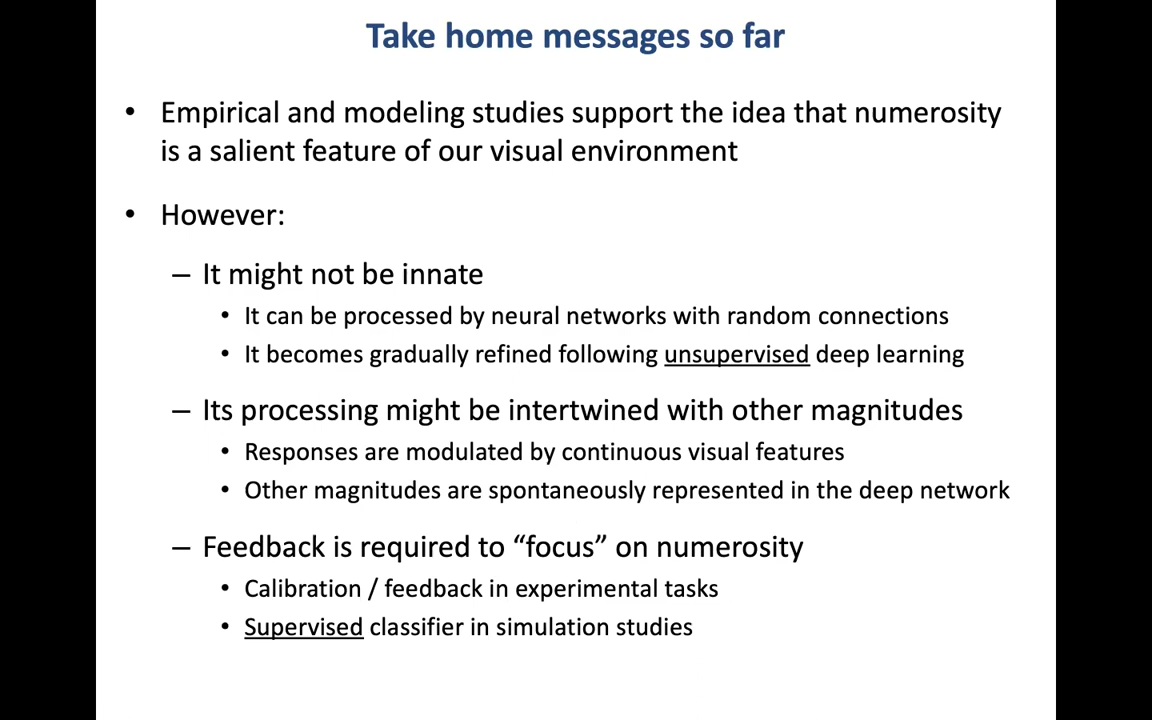 Take home messages so far
• Empirical and modeling studies support the idea that numerosity
is a salient feature of our visual environment
• However:
– It might not be innate
• It can be processed by neural networks with random connections
• It becomes gradually refined following unsupervised deep learning
– Its processing might be intertwined with other magnitudes
• Responses are modulated by continuous visual features
• Other magnitudes are spontaneously represented in the deep network
– Feedback is required to “focus” on numerosity
• Calibration / feedback in experimental tasks
• Supervised classifier in simulation studies